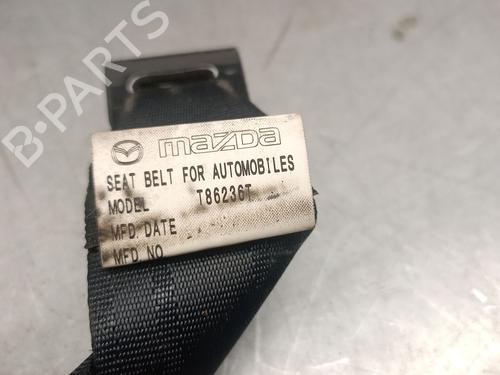 mazda
SEAT BELT FOR AUTOMOBILES
MODEL T86236T
MFD. DATE
MFD. NO
B-PARTS